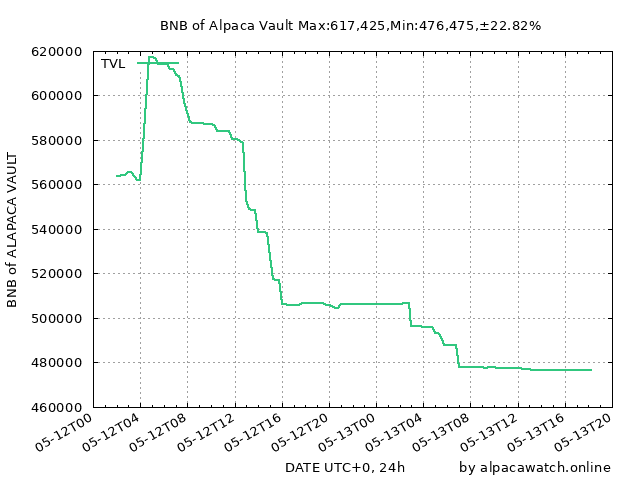 BNB of Alpaca Vault Max:617,425,Min:476,475,±22.82%
620000
TVL
600000
580000
560000
540000
520000
500000
480000
460000
BNB of ALAPACA VAULT
05-12T00
05-12T04
05-12T08
05-12T12
05-12T16
05-12T20
05-13T00
05-13T04
05-13T08
05-13T12
05-13T16
05-13T20
DATE UTC+0, 24h
by alpacawatch.online